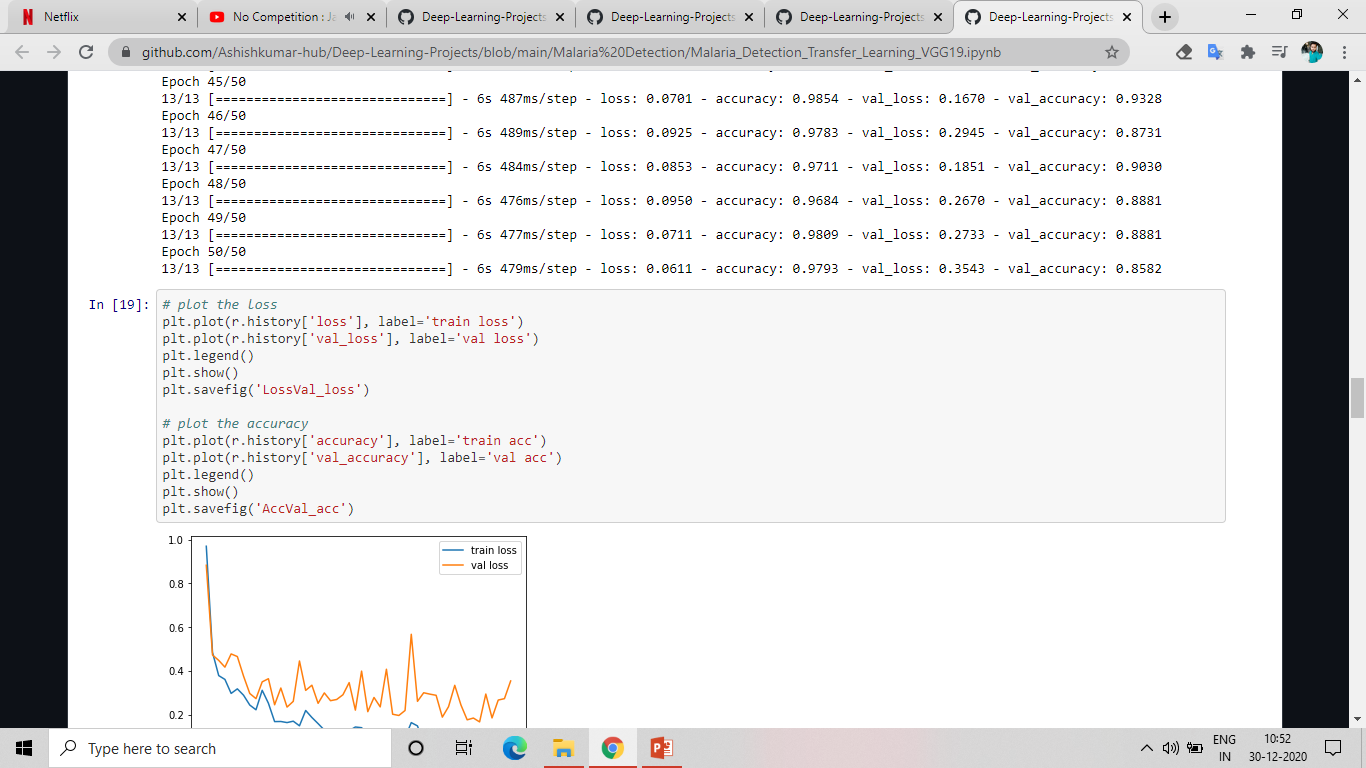 Netflix
No Competition : Ja
Deep-Learning-Projects
Deep-Learning-Projects
Deep-Learning-Projects
Deep-Learning-Projects
github.com/Ashishkumar-hub/Deep-Learning-Projects/blob/main/Malaria%20Detection/Malaria_Detection_Transfer_Learning_VGG19.ipynb
Epoch 45/50
13/13 [==============================] - 6s 487ms/step - loss: 0.0701 - accuracy: 0.9854 - val_loss: 0.1670 - val_accuracy: 0.9328
Epoch 46/50
13/13 [==============================] - 6s 489ms/step - loss: 0.0925 - accuracy: 0.9783 - val_loss: 0.2945 - val_accuracy: 0.8731
Epoch 47/50
13/13 [==============================] - 6s 484ms/step - loss: 0.0853 - accuracy: 0.9711 - val_loss: 0.1851 - val_accuracy: 0.9030
Epoch 48/50
13/13 [==============================] - 6s 476ms/step - loss: 0.0950 - accuracy: 0.9684 - val_loss: 0.2670 - val_accuracy: 0.8881
Epoch 49/50
13/13 [==============================] - 6s 477ms/step - loss: 0.0711 - accuracy: 0.9809 - val_loss: 0.2733 - val_accuracy: 0.8881
Epoch 50/50
13/13 [==============================] - 6s 479ms/step - loss: 0.0611 - accuracy: 0.9793 - val_loss: 0.3543 - val_accuracy: 0.8582
In [19]:
# plot the loss
plt.plot(r.history['loss'], label='train loss')
plt.plot(r.history['val_loss'], label='val loss')
plt.legend()
plt.show()
plt.savefig('LossVal_loss')
# plot the accuracy
plt.plot(r.history['accuracy'], label='train acc')
plt.plot(r.history['val_accuracy'], label='val acc')
plt.legend()
plt.show()
plt.savefig('AccVal_acc')
1.0
train loss
val loss
0.8
0.6
0.4
0.2
Type here to search
ENG
IN
10:52
30-12-2020